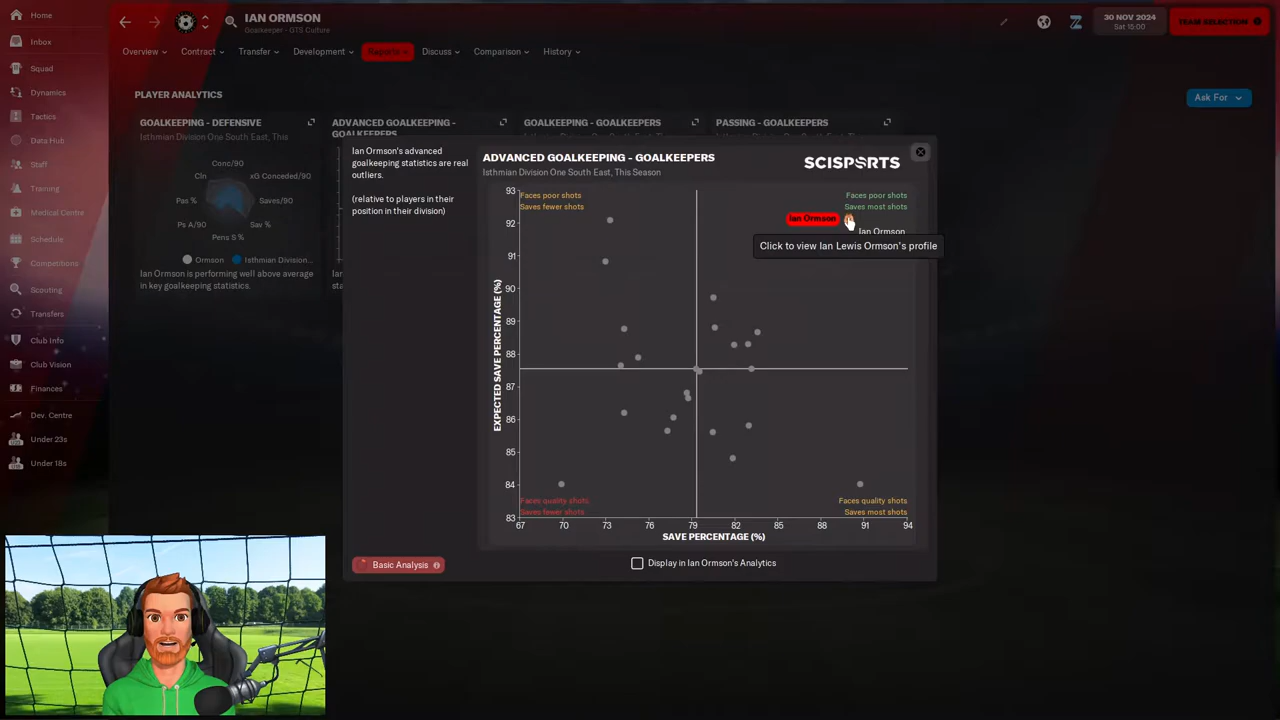 Home
Inbox
Squad
Dynamics
Tactics
Data Hub
Staff
Training
Medical Centre
Schedule
Competitions
Scouting
Transfers
Club Info
Club Vision
Finances
Dev. Centre
Under 23s
Under 18s
IAN ORMSON
Goalkeeper - GTS Culture
30 NOV 2024
Sat 15:00
TEAM SELECTION
Overview
Contract
Transfer
Development
Reports
Discuss
Comparison
History
PLAYER ANALYTICS
Ask For
GOALKEEPING - DEFENSIVE
Isthmian Division One South East, This
Conc/90
Cln
xG Conceded/90
Pas %
Saves/90
Ps A/90
Sav %
Pens S %
Ormson
Isthmian Division...
Ian Ormson is performing well above average
in key goalkeeping statistics.
ADVANCED GOALKEEPING -
GOALKEEPERS
GOALKEEPING - GOALKEEPERS
PASSING - GOALKEEPERS
Ian Ormson's advanced
goalkeeping statistics are real
outliers.
(relative to players in their
position in their division)
ADVANCED GOALKEEPING - GOALKEEPERS
Isthmian Division One South East, This Season
SCISPORTS
Faces poor shots
Saves fewer shots
Faces poor shots
Saves most shots
Ian Ormson
Ian Ormson
Click to view Ian Lewis Ormson's profile
EXPECTED SAVE PERCENTAGE (%)
93
92
91
90
89
88
87
86
85
84
83
Faces quality shots
Saves fewer shots
Faces quality shots
Saves most shots
67 70 73 76 79 82 85 88 91 94
SAVE PERCENTAGE (%)
Basic Analysis
Display in Ian Ormson's Analytics